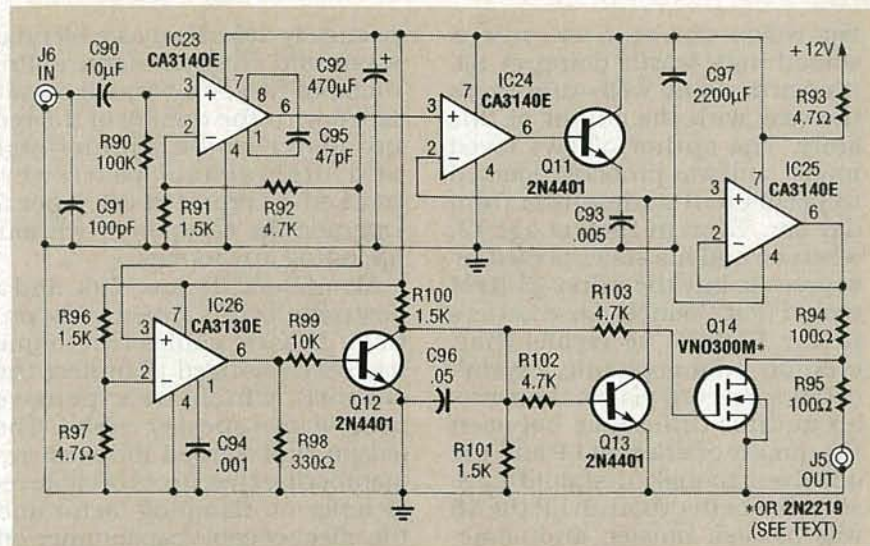 J6
IN
C90
10µF
R90
100K
C91
100pF
IC23
CA3140E
3
+
2
−
7
8
6
1
4
C92
470µF
+
C95
47pF
R91
1.5K
R92
4.7K
IC24
CA3140E
3
+
2
−
7
6
4
Q11
2N4401
C93
.005
C97
2200µF
+12V
R93
4.7Ω
IC25
CA3140E
3
+
2
−
7
6
4
R96
1.5K
R97
4.7Ω
IC26
CA3130E
3
+
2
−
7
6
1
4
C94
.001
R99
10K
R98
330Ω
R100
1.5K
Q12
2N4401
C96
.05
R101
1.5K
R102
4.7K
R103
4.7K
Q13
2N4401
Q14
VNO300M*
R94
100Ω
R95
100Ω
J5
OUT
*OR 2N2219
(SEE TEXT)